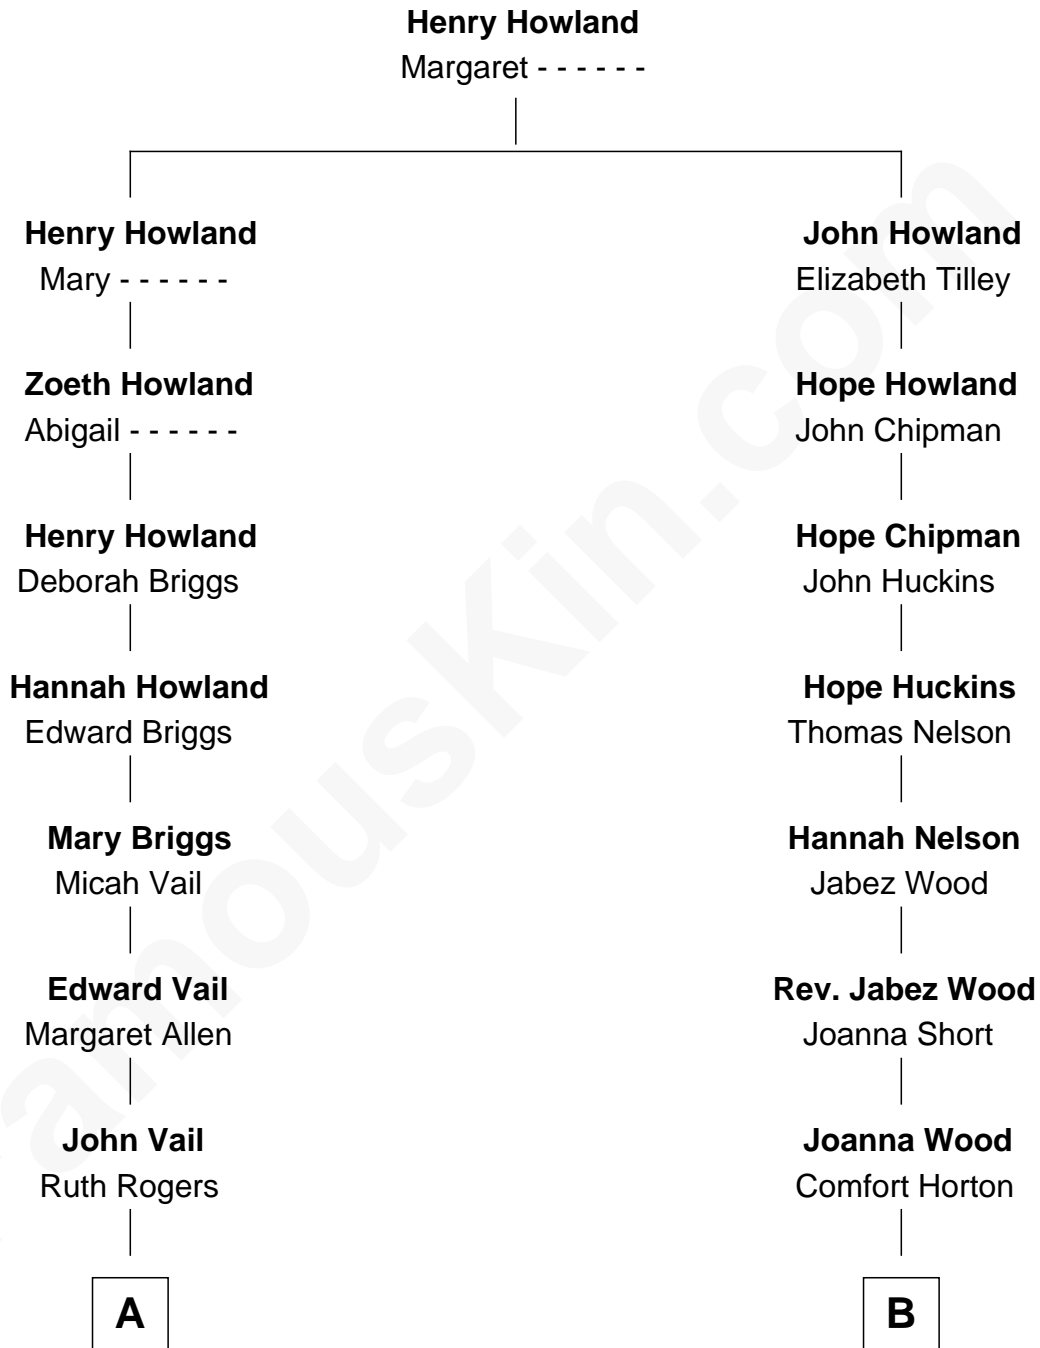 Henry Howland
Margaret - - - - - -
Henry Howland
Mary - - - - - -
John Howland
Elizabeth Tilley
Zoeth Howland
Abigail - - - - - -
Hope Howland
John Chipman
Henry Howland
Deborah Briggs
Hope Chipman
John Huckins
Hannah Howland
Edward Briggs
Hope Huckins
Thomas Nelson
Mary Briggs
Micah Vail
Hannah Nelson
Jabez Wood
Edward Vail
Margaret Allen
Rev. Jabez Wood
Joanna Short
John Vail
Ruth Rogers
Joanna Wood
Comfort Horton
A
B
amouskin.com